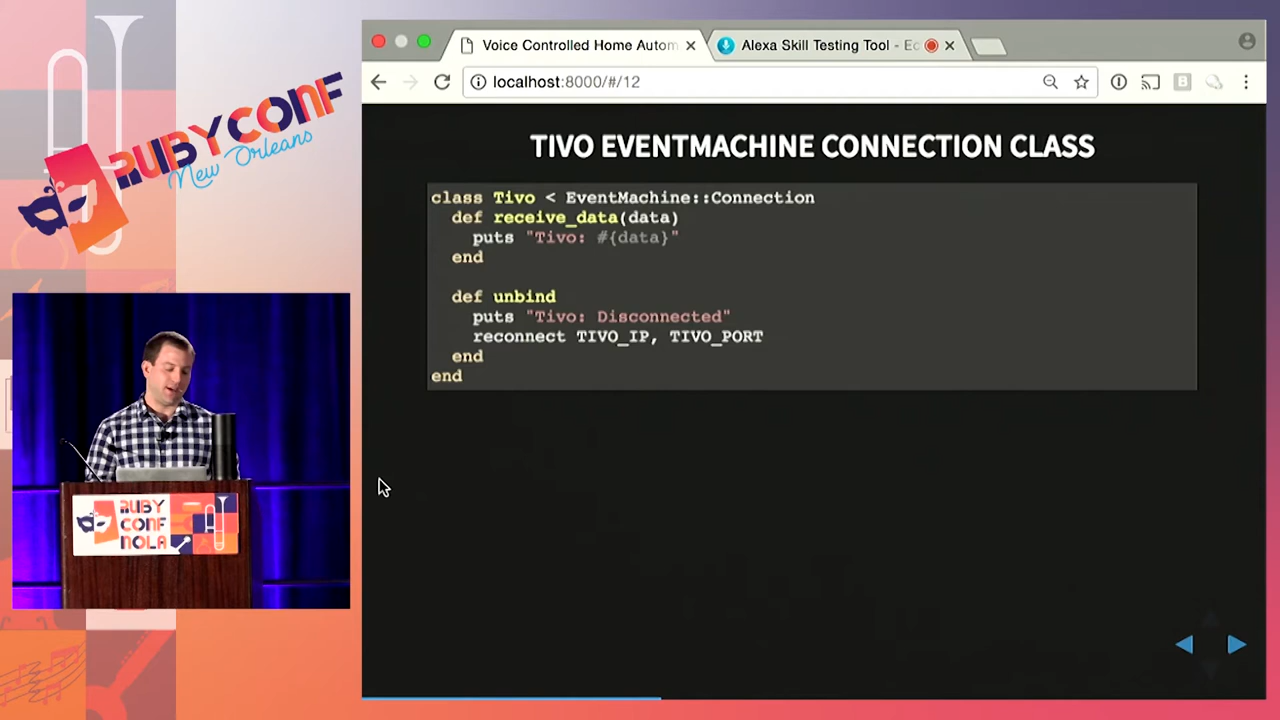 RUBYCONF
New Orleans
Voice Controlled Home Autom
Alexa Skill Testing Tool - Ec
localhost:8000/#/12
TIVO EVENTMACHINE CONNECTION CLASS
class Tivo < EventMachine::Connection
def receive_data(data)
puts "Tivo: #{data}"
end
def unbind
puts "Tivo: Disconnected"
reconnect TIVO_IP, TIVO_PORT
end
end
RUBY
CONF
NOLA